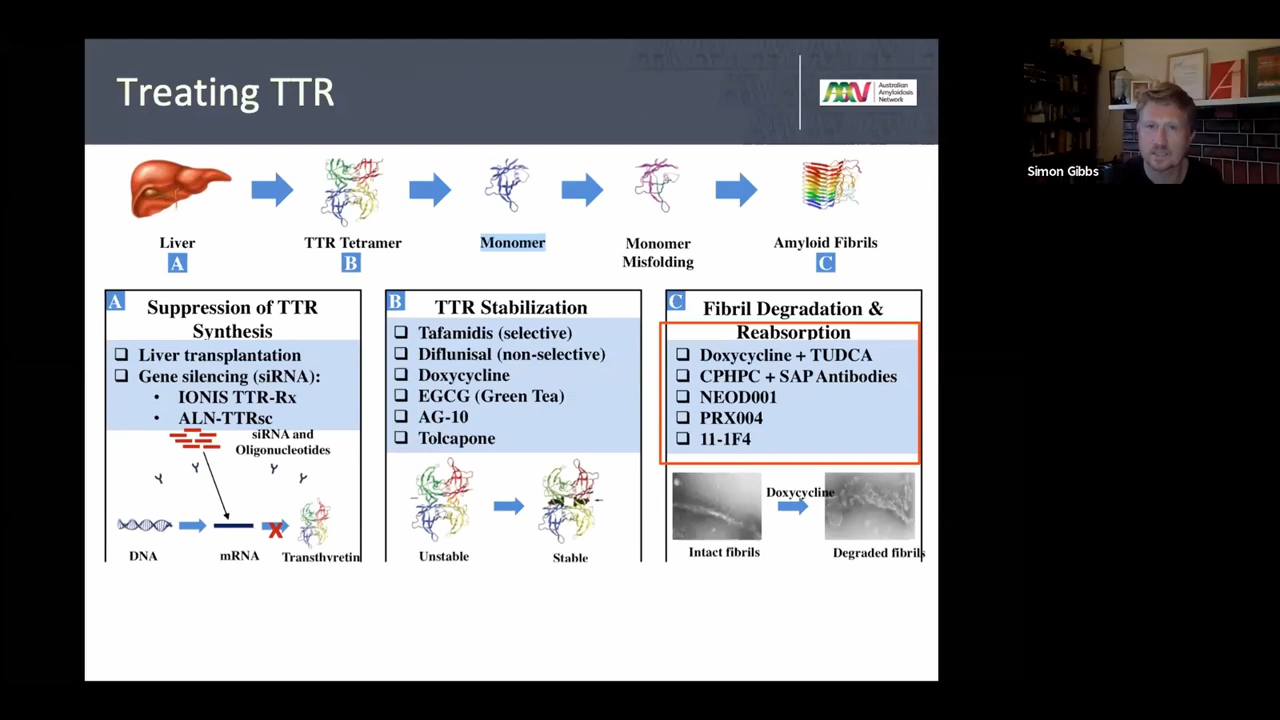 Treating TTR
AAN
Australian
Amyloidosis
Network
Simon Gibbs
Liver
TTR Tetramer
Monomer
Monomer
Misfolding
Amyloid Fibrils
A
B
C
A
Suppression of TTR
Synthesis
❑ Liver transplantation
❑ Gene silencing (siRNA):
• IONIS TTR-Rx
• ALN-TTRsc
siRNA and
Oligonucleotides
X
DNA
mRNA
Transthyretin
B
TTR Stabilization
❑ Tafamidis (selective)
❑ Diflunisal (non-selective)
❑ Doxycycline
❑ EGCG (Green Tea)
❑ AG-10
❑ Tolcapone
Unstable
Stable
C
Fibril Degradation &
Reabsorption
❑ Doxycycline + TUDCA
❑ CPHPC + SAP Antibodies
❑ NEOD001
❑ PRX004
❑ 11-1F4
Doxycycline
Intact fibrils
Degraded fibrils